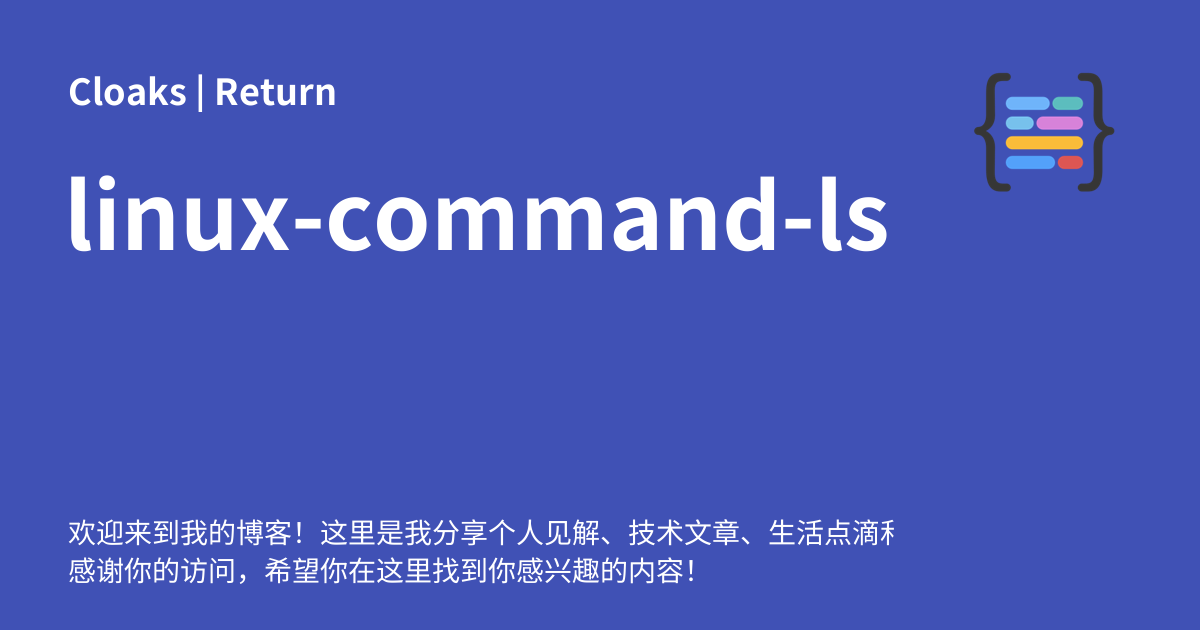 Cloaks | Return
linux-command-ls
欢迎来到我的博客！这里是我分享个人见解、技术文章、生活点滴
感谢你的访问，希望你在这里找到你感兴趣的内容！